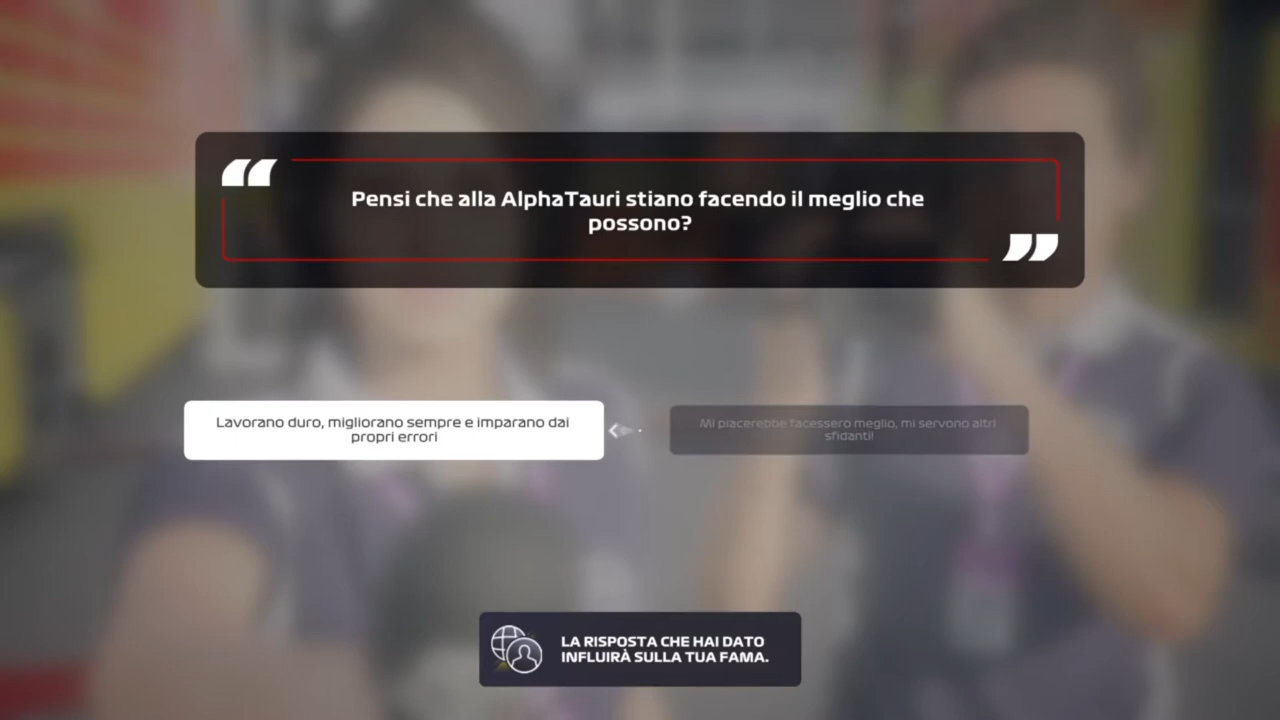 Pensi che alla AlphaTauri stiano facendo il meglio che
possono?
Lavorano duro, migliorano sempre e imparano dai
propri errori
Mi piacerebbe facessero meglio, mi servono altri
sfidanti!
LA RISPOSTA CHE HAI DATO
INFLUIRÀ SULLA TUA FAMA.